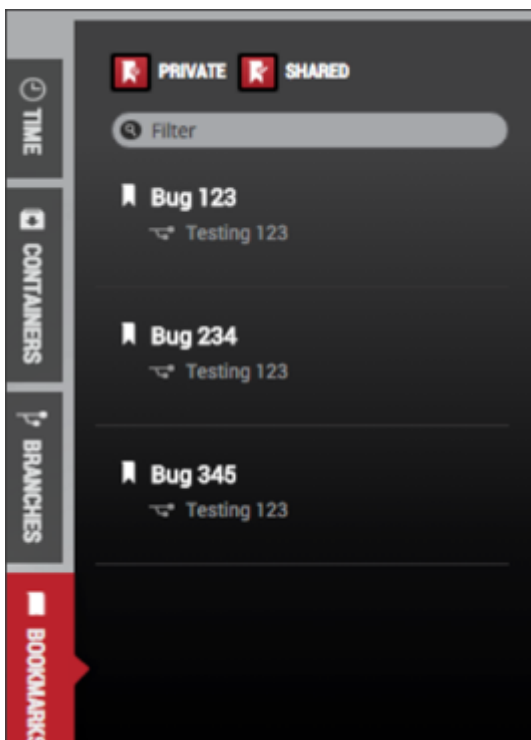 PRIVATE SHARED
Filter
Bug 123
Testing 123
Bug 234
Testing 123
Bug 345
Testing 123
TIME
CONTAINERS
BRANCHES
BOOKMARKS